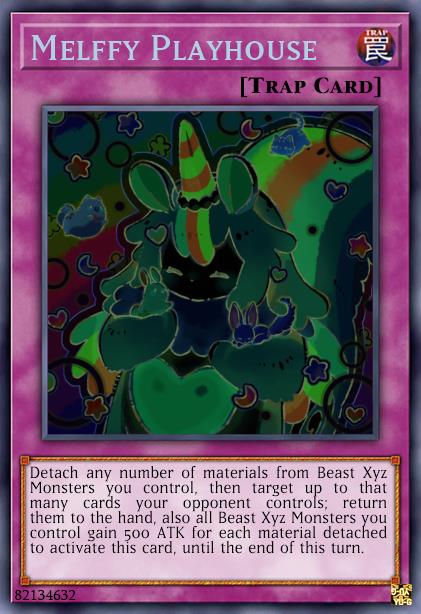 Melffy Playhouse
TRAP
罠
[Trap Card]
Detach any number of materials from Beast Xyz
Monsters you control, then target up to that
many cards your opponent controls; return
them to the hand, also all Beast Xyz Monsters you
control gain 500 ATK for each material detached
to activate this card, until the end of this turn.
82134632